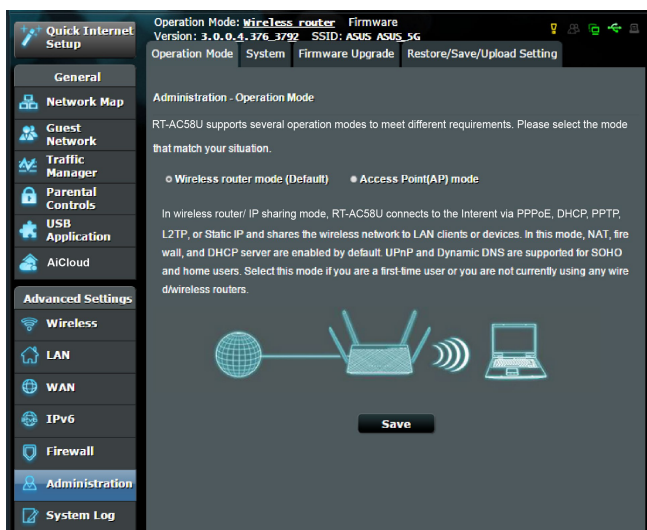 Quick Internet
Setup
General
Network Map
Guest
Network
Traffic
Manager
Parental
Controls
USB
Application
AiCloud
Advanced Settings
Wireless
LAN
WAN
IPv6
Firewall
Administration
System Log
Operation Mode: Wireless router Firmware
Version: 3.0.0.4.376_3792 SSID: ASUS ASUS_5G
Operation Mode System Firmware Upgrade Restore/Save/Upload Setting
Administration - Operation Mode
RT-AC58U supports several operation modes to meet different requirements. Please select the mode
that match your situation.
Wireless router mode (Default) Access Point(AP) mode
In wireless router/ IP sharing mode, RT-AC58U connects to the Interent via PPPoE, DHCP, PPTP,
L2TP, or Static IP and shares the wireless network to LAN clients or devices. In this mode, NAT, fire
wall, and DHCP server are enabled by default. UPnP and Dynamic DNS are supported for SOHO
and home users. Select this mode if you are a first-time user or you are not currently using any wire
d/wireless routers.
Save